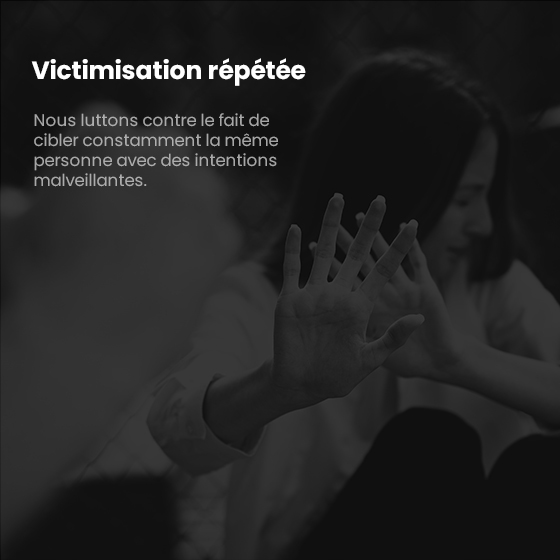 Victimisation répétée
Nous luttons contre le fait de
cibler constamment la même
personne avec des intentions
malveillantes.